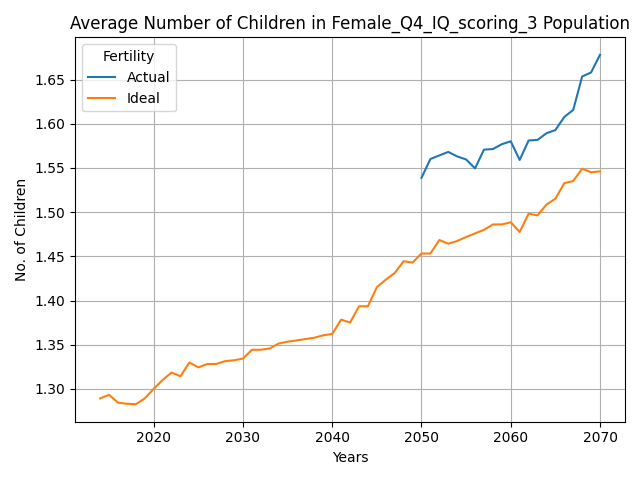 Average Number of Children in Female_Q4_IQ_scoring_3 Population
Fertility
Actual
Ideal
No. of Children
1.65
1.60
1.55
1.50
1.45
1.40
1.35
1.30
2020 2030 2040 2050 2060 2070
Years